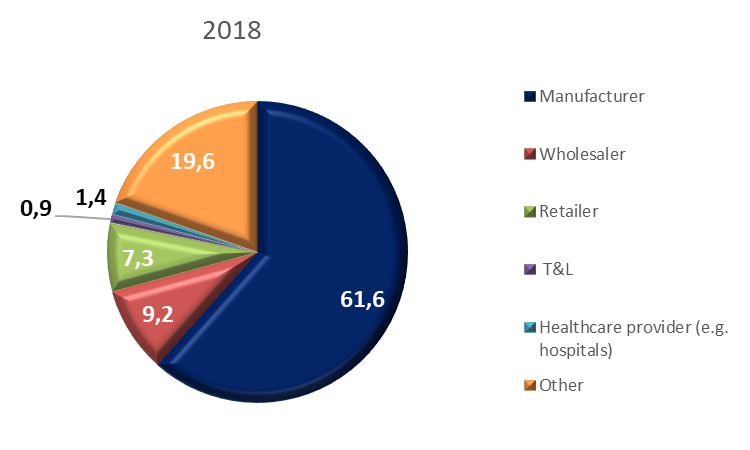 2018
19,6
1,4
0,9
7,3
9,2
61,6
Manufacturer
Wholesaler
Retailer
T&L
Healthcare provider (e.g.
hospitals)
Other